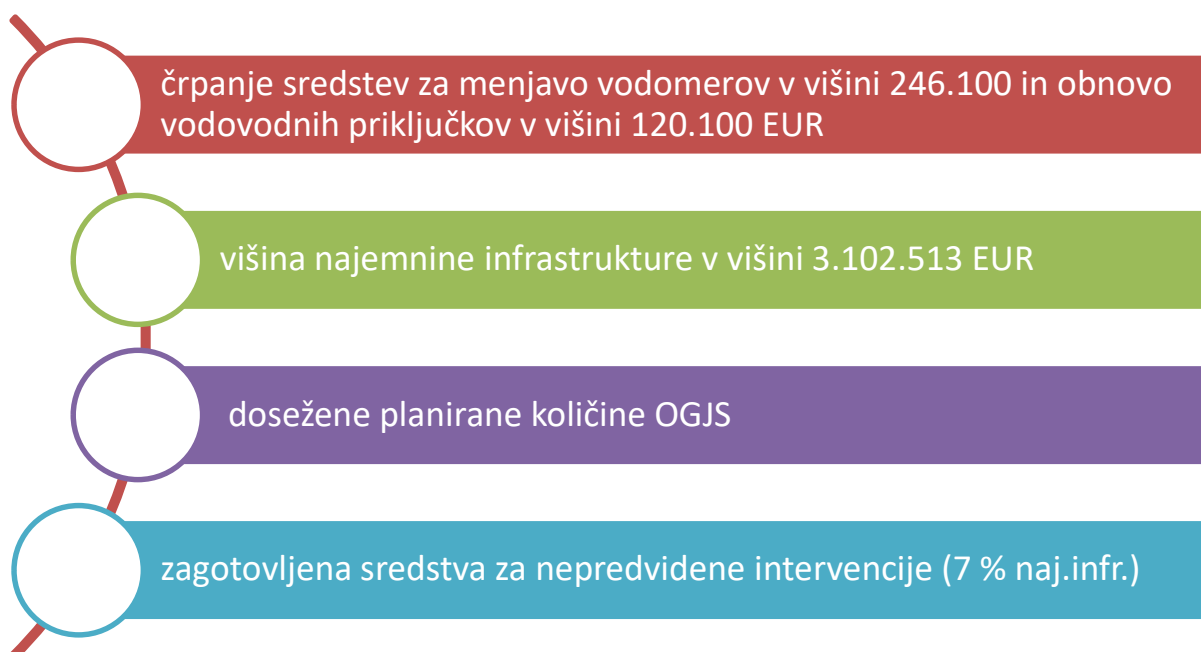 črpanje sredstev za menjavo vodomerov v višini 246.100 in obnovo
vodovodnih priključkov v višini 120.100 EUR
višina najemnine infrastrukture v višini 3.102.513 EUR
dosežene planirane količine OGJS
zagotovljena sredstva za nepredvidene intervencije (7 % naj.infr.)